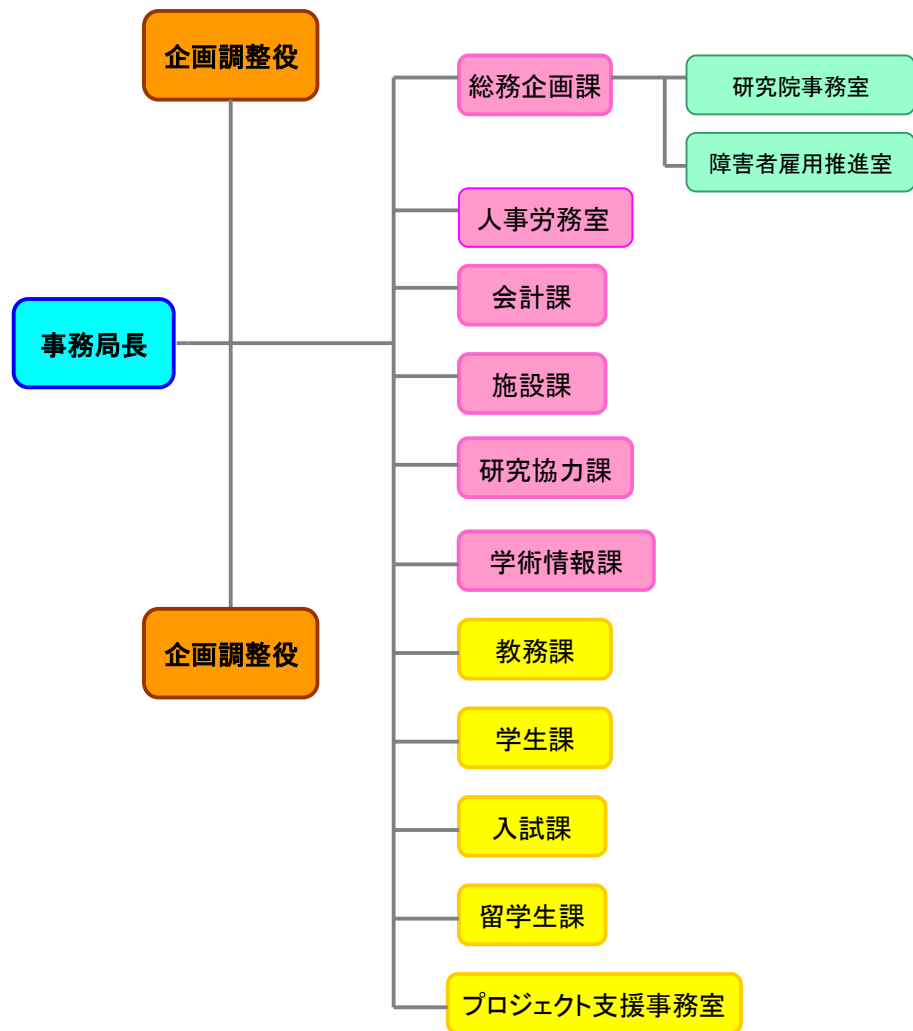 企画調整役
総務企画課
研究院事務室
障害者雇用推進室
人事労務室
会計課
事務局長
施設課
研究協力課
学術情報課
企画調整役
教務課
学生課
入試課
留学生課
プロジェクト支援事務室